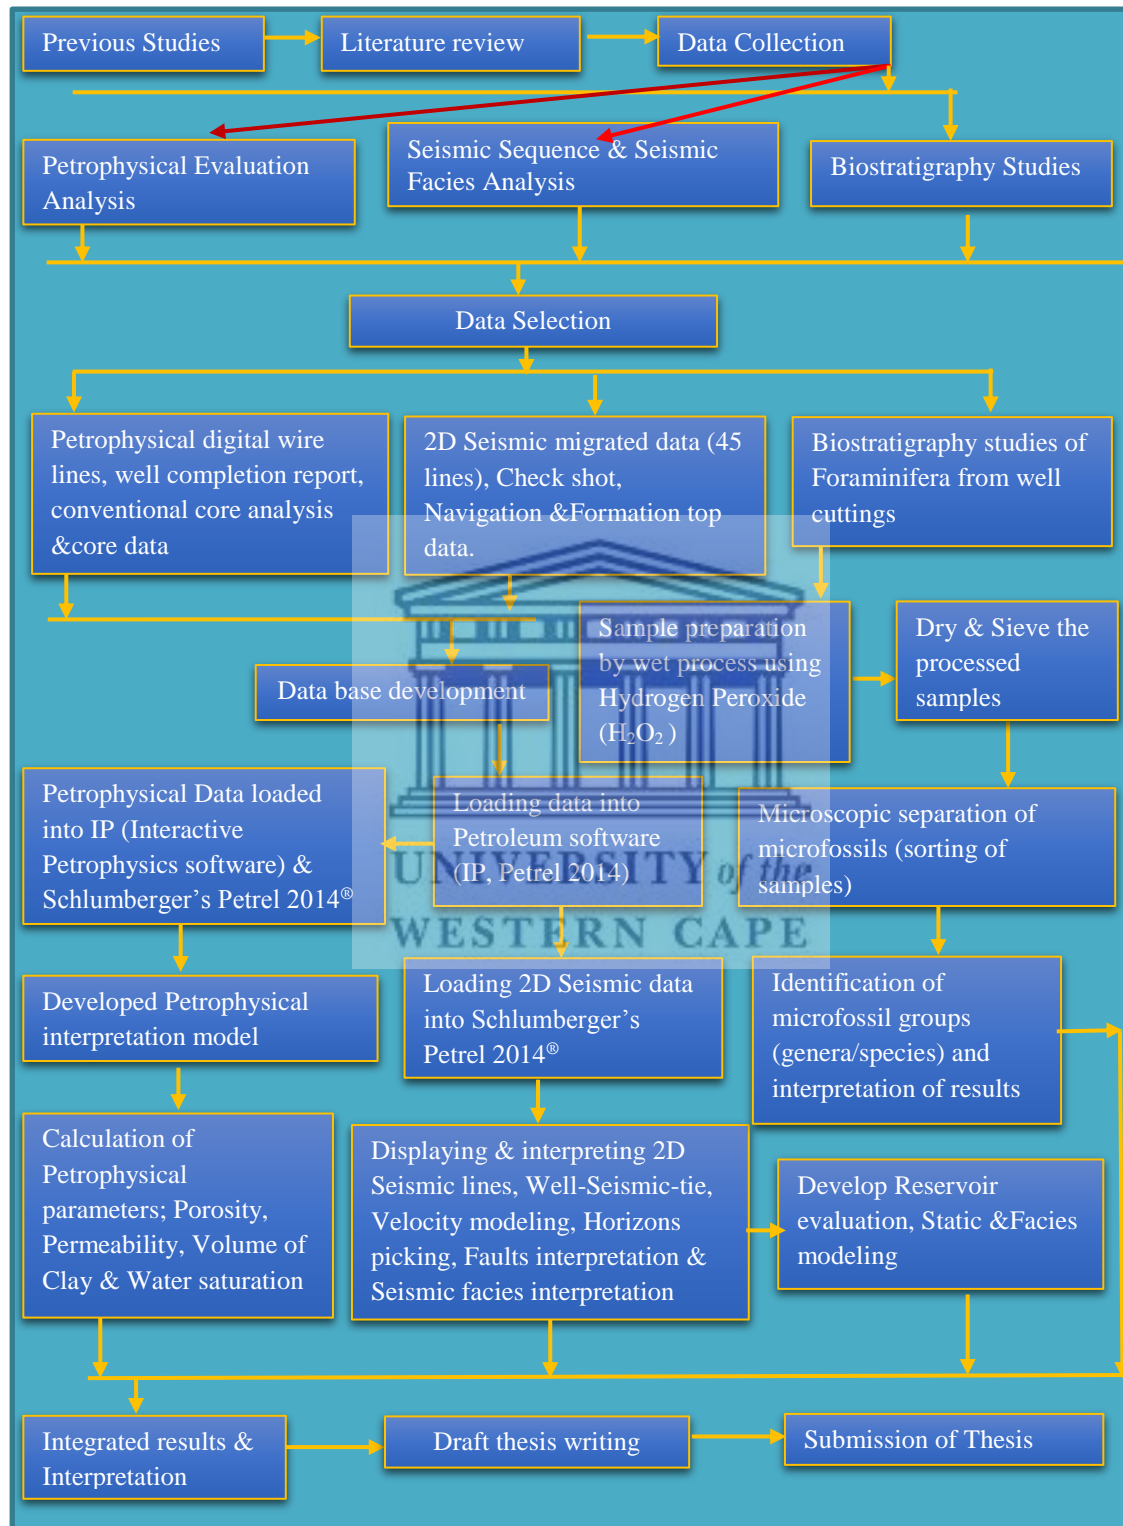 Previous Studies
Literature review
Data Collection
Petrophysical Evaluation
Analysis
Seismic Sequence & Seismic
Facies Analysis
Biostratigraphy Studies
Data Selection
Petrophysical digital wire
lines, well completion report,
conventional core analysis
&core data
2D Seismic migrated data (45
lines), Check shot,
Navigation &Formation top
data.
Biostratigraphy studies of
Foraminifera from well
cuttings
Sample preparation
by wet process using
Hydrogen Peroxide
(H₂O₂ )
Dry & Sieve the
processed
samples
Data base development
Petrophysical Data loaded
into IP (Interactive
Petrophysics software) &
Schlumberger’s Petrel 2014®
Loading data into
Petroleum software
(IP, Petrel 2014)
Microscopic separation of
microfossils (sorting of
samples)
UNIVERSITY of the
WESTERN CAPE
Developed Petrophysical
interpretation model
Loading 2D Seismic data
into Schlumberger’s
Petrel 2014®
Identification of
microfossil groups
(genera/species) and
interpretation of results
Calculation of
Petrophysical
parameters; Porosity,
Permeability, Volume of
Clay & Water saturation
Displaying & interpreting 2D
Seismic lines, Well-Seismic-tie,
Velocity modeling, Horizons
picking, Faults interpretation &
Seismic facies interpretation
Develop Reservoir
evaluation, Static &Facies
modeling
Integrated results &
Interpretation
Draft thesis writing
Submission of Thesis